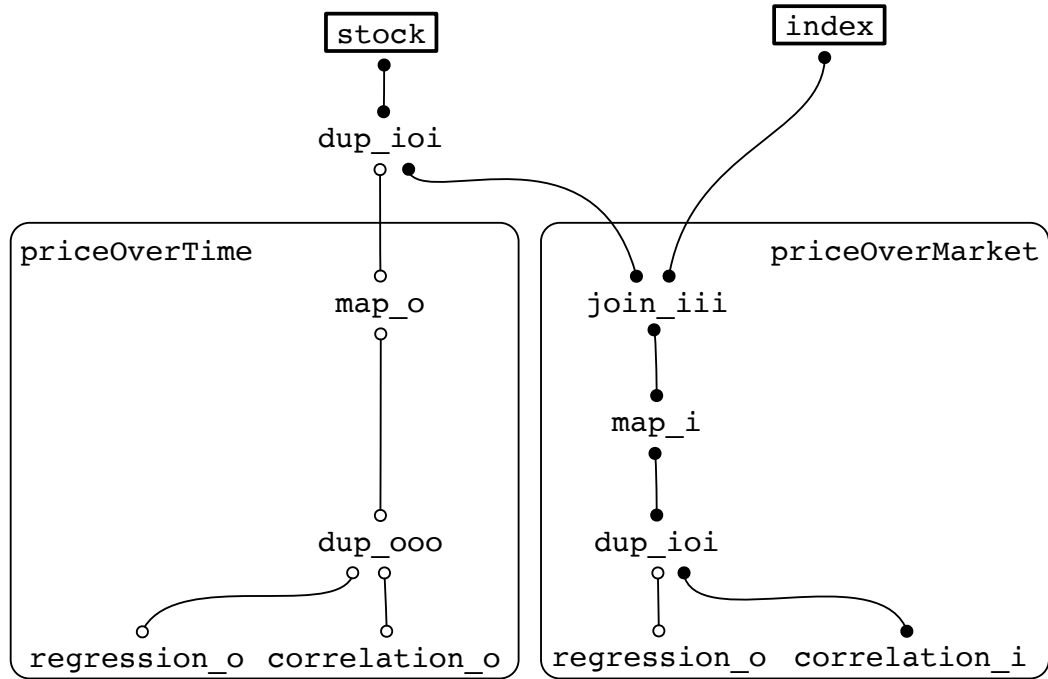 stock
index
dup_ioi
priceOverTime
priceOverMarket
map_o
join_iii
map_i
dup_ooo
dup_ioi
regression_o correlation_o
regression_o correlation_i